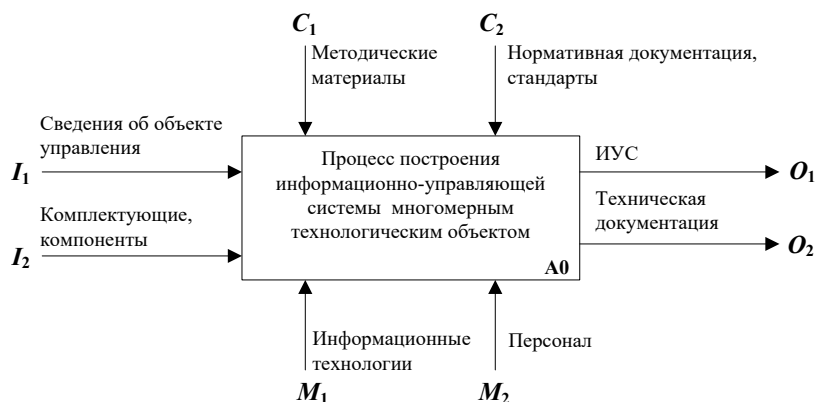 C₁
C₂
Методические
материалы
Нормативная документация,
стандарты
Сведения об объекте
управления
I₁
Комплектующие,
компоненты
I₂
Процесс построения
информационно-управляющей
системы многомерным
технологическим объектом
A0
ИУС
O₁
Техническая
документация
O₂
Информационные
технологии
Персонал
M₁
M₂